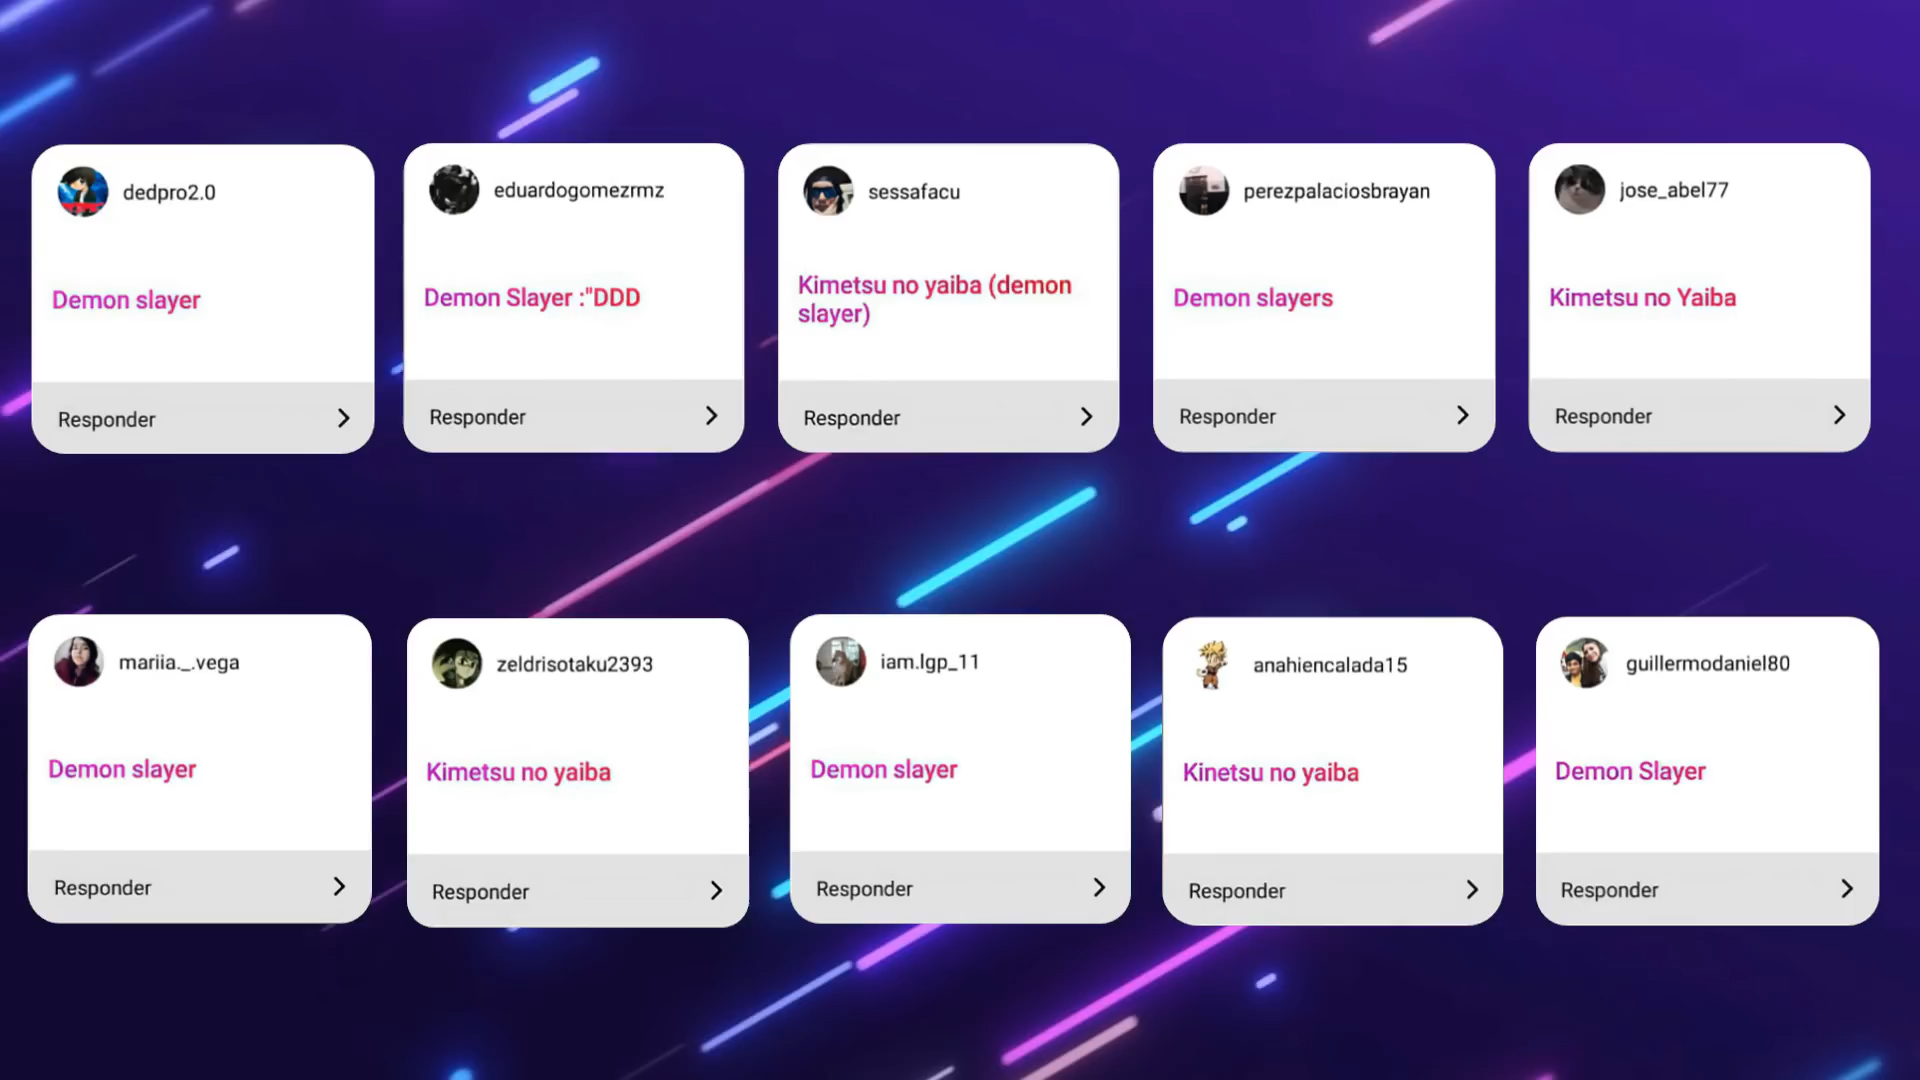 dedpro2.0
Demon slayer
Responder
eduardogomezrmz
Demon Slayer :"DDD
Responder
sessafacu
Kimetsu no yaiba (demon
slayer)
Responder
perezpalaciosbrayan
Demon slayers
Responder
jose_abel77
Kimetsu no Yaiba
Responder
mariia._.vega
Demon slayer
Responder
zeldrisotaku2393
Kimetsu no yaiba
Responder
iam.lgp_11
Demon slayer
Responder
anahiencalada15
Kinetsu no yaiba
Responder
guillermodaniel80
Demon Slayer
Responder